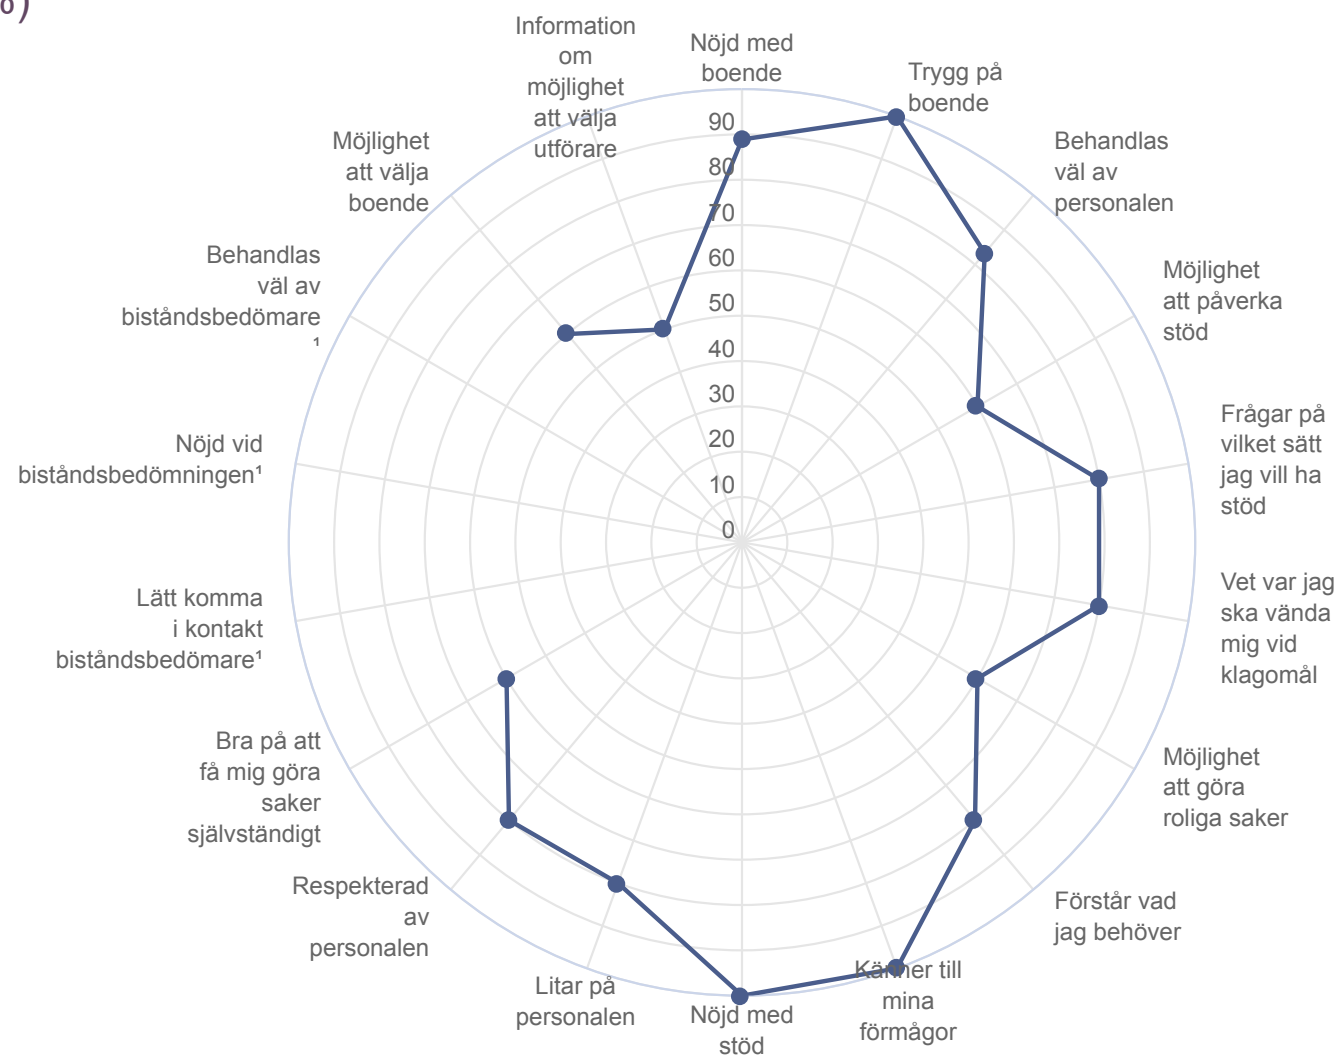 %)
Information
om
möjlighet
att välja
utförare
Nöjd med
boende
Trygg på
boende
Behandlas
väl av
personalen
Möjlighet
att påverka
stöd
Frågar på
vilket sätt
jag vill ha
stöd
Vet var jag
ska vända
mig vid
klagomål
Möjlighet
att göra
roliga saker
Förstår vad
jag behöver
Känner till
mina
förmågor
Nöjd med
stöd
Litar på
personalen
Respekterad
av
personalen
Bra på att
få mig göra
saker
självständigt
Lätt komma
i kontakt
biståndsbedömare¹
Nöjd vid
biståndsbedömningen¹
Behandlas
väl av
biståndsbedömare
¹
Möjlighet
att välja
boende
90
80
70
60
50
40
30
20
10
0